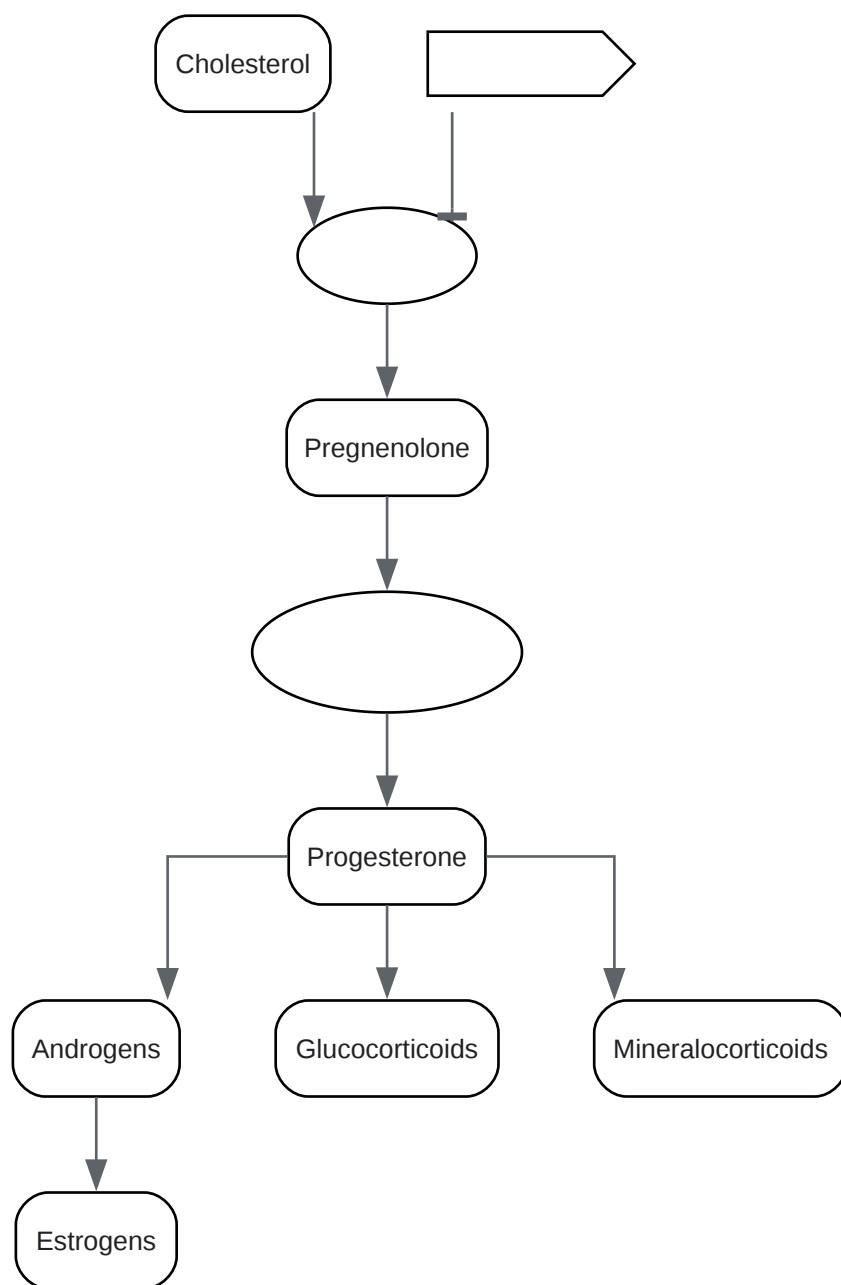 Cholesterol
Pregnenolone
Progesterone
Androgens
Glucocorticoids
Mineralocorticoids
Estrogens